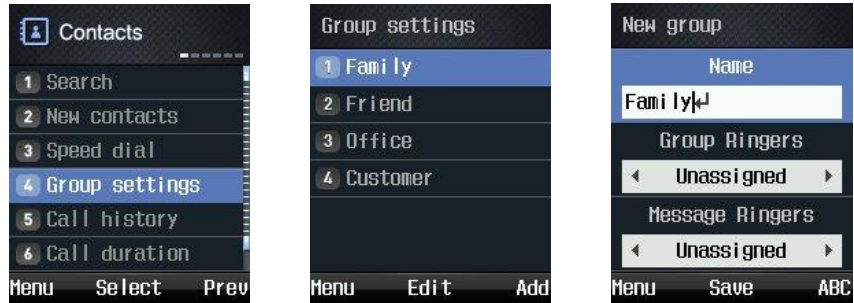 Contacts
1 Search
2 New contacts
3 Speed dial
4 Group settings
5 Call history
6 Call duration
Menu Select Prev
Group settings
1 Family
2 Friend
3 Office
4 Customer
Menu Edit Add
New group
Name
Family↵
Group Ringers
Unassigned
Message Ringers
Unassigned
Menu Save ABC